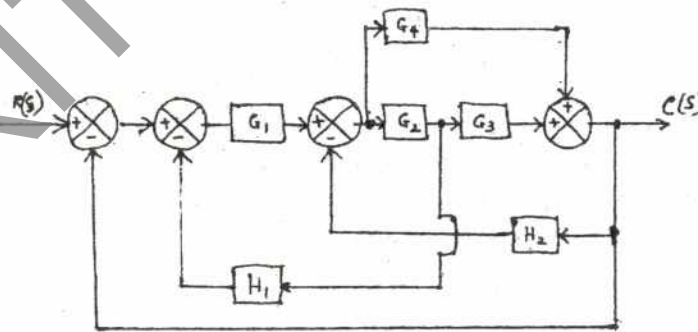 G4
R(S)
C(S)
+
-
+
-
G1
+
-
G2
G3
+
+
H2
H1